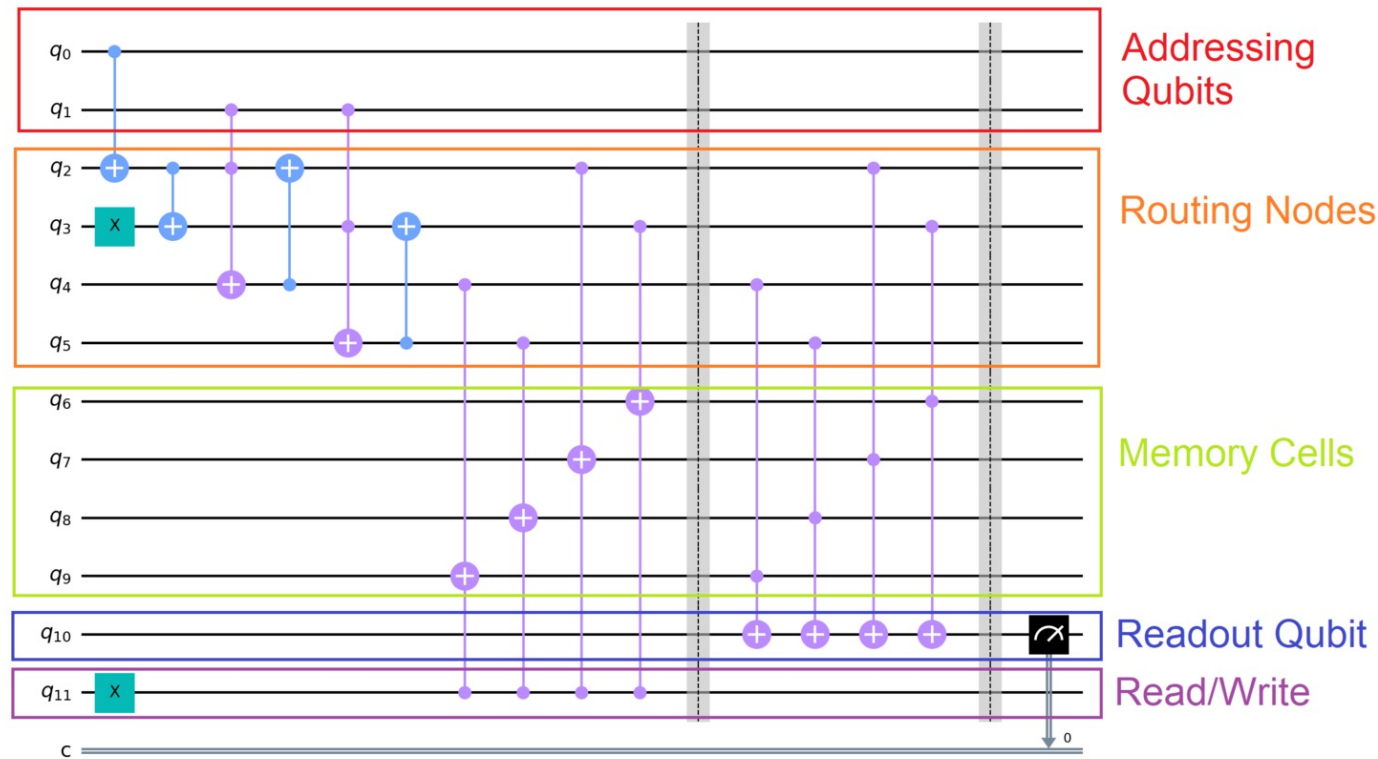 q0
Addressing
Qubits
q1
q2
Routing Nodes
q3
X
q4
q5
q6
Memory Cells
q7
q8
q9
q10
Readout Qubit
q11
X
Read/Write
c
0